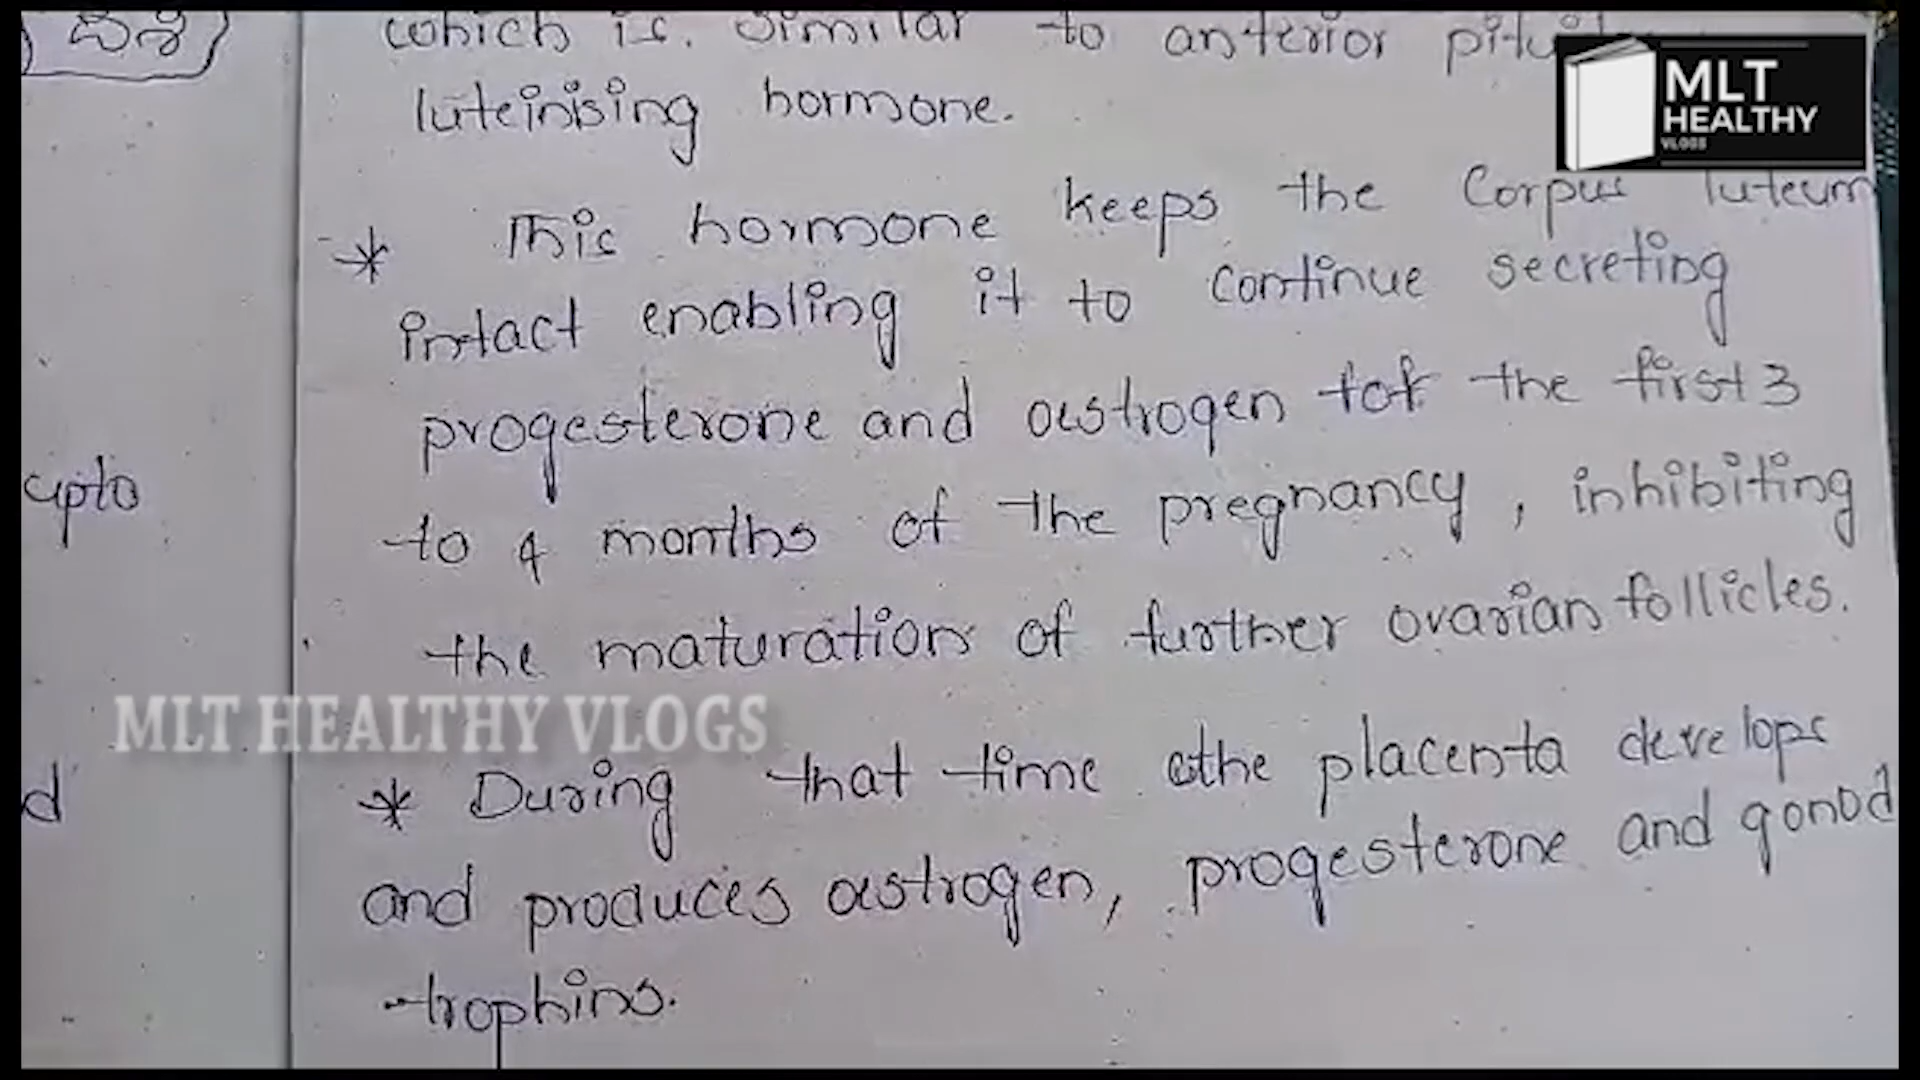 ದಿಶೆ
which is similar to anterior
luteinising hormone.
* This hormone keeps the Corpus luteum
intact enabling it to continue secreting
progesterone and oestrogen for the first 3
to 4 months of the pregnancy, inhibiting
the maturation of further ovarian follicles.
* During that time the placenta develops
and produces oestrogen, progesterone and gonad
-trophins.
upto
d
MLT
HEALTHY
VLOGS
MLT HEALTHY VLOGS